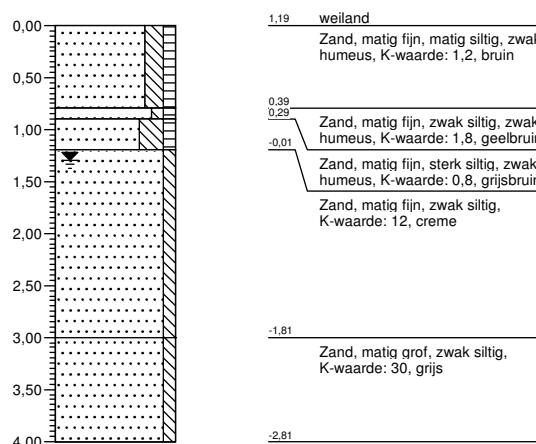 0,00
0,50
1,00
1,50
2,00
2,50
3,00
3,50
4,00
1,19 weiland
Zand, matig fijn, matig siltig, zwak
humeus, K-waarde: 1,2, bruin
0,39
Zand, matig fijn, zwak siltig, zwak
humeus, K-waarde: 1,8, geelbruin
0,29
Zand, matig fijn, sterk siltig, zwak
humeus, K-waarde: 0,8, grijsbruin
-0,01
Zand, matig fijn, zwak siltig,
K-waarde: 12, creme
-1,81
Zand, matig grof, zwak siltig,
K-waarde: 30, grijs
-2,81